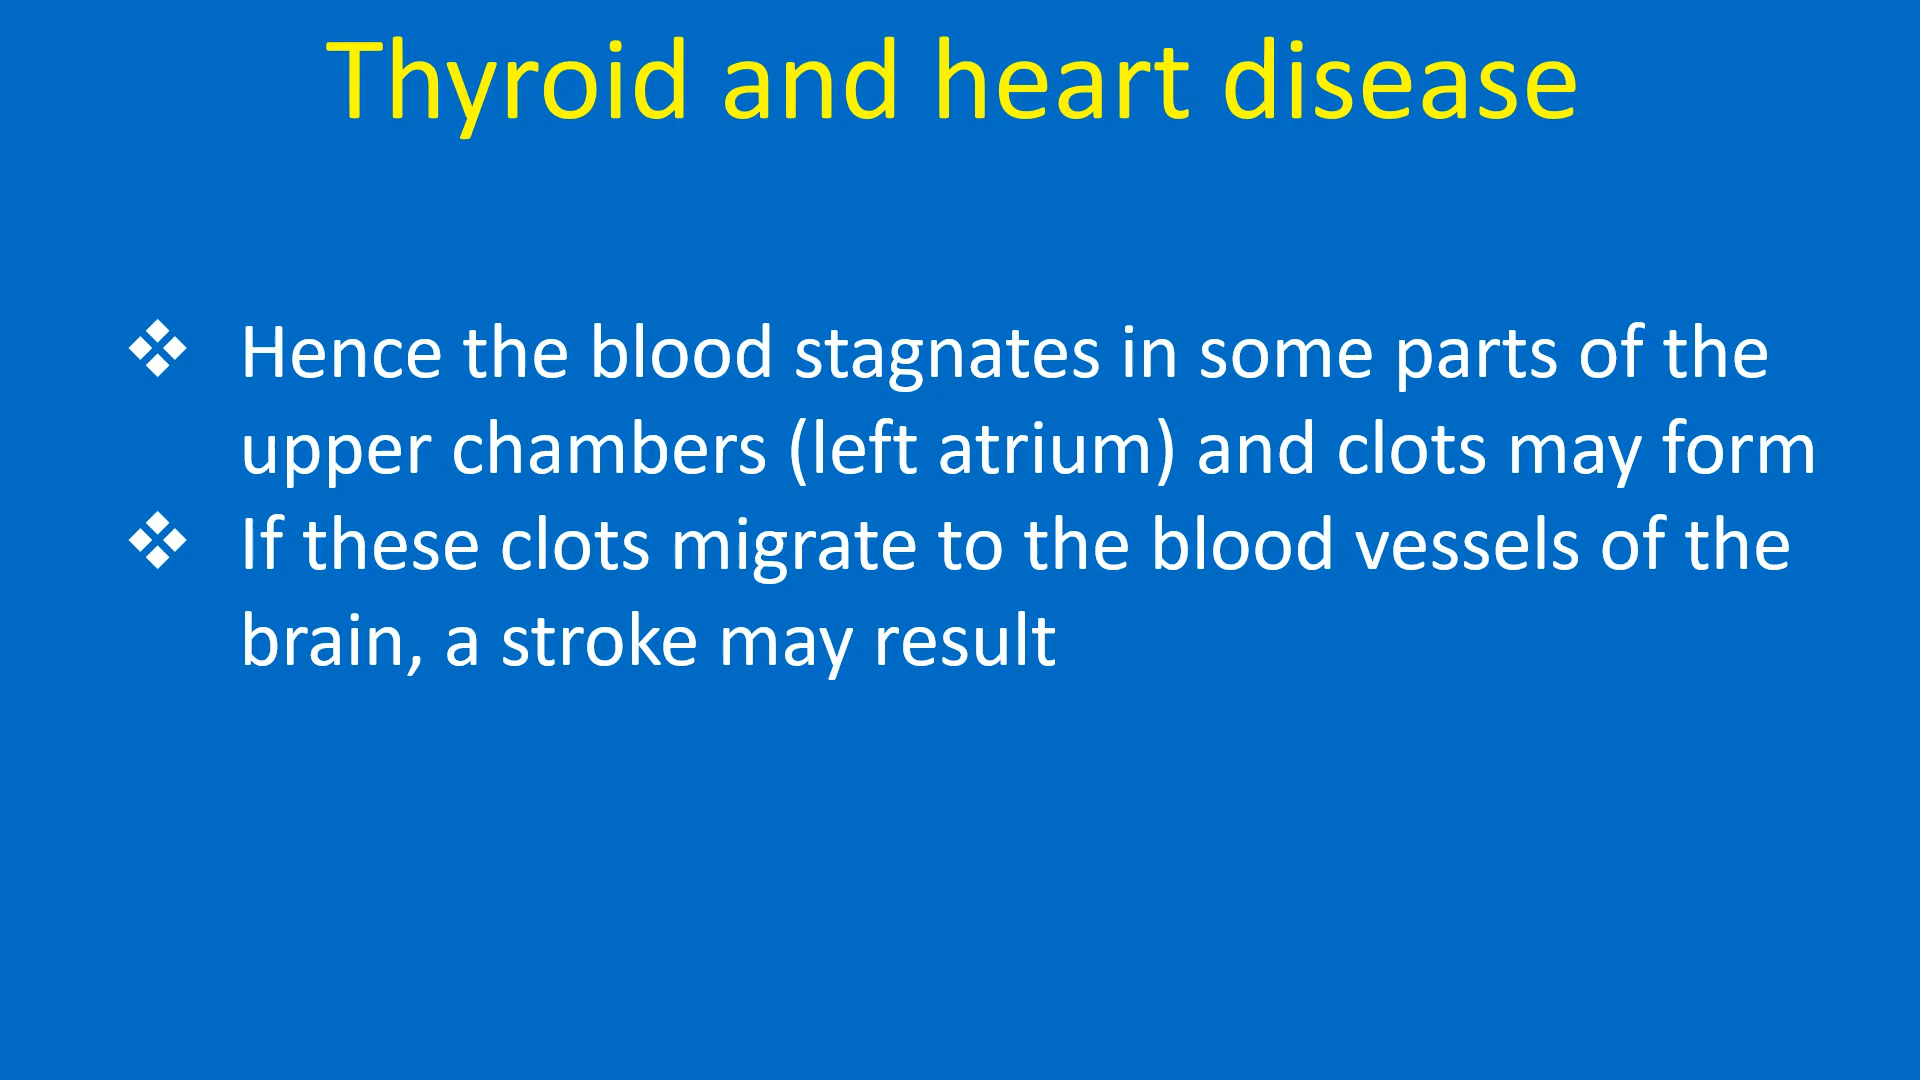 Thyroid and heart disease
❖ Hence the blood stagnates in some parts of the
upper chambers (left atrium) and clots may form
❖ If these clots migrate to the blood vessels of the
brain, a stroke may result